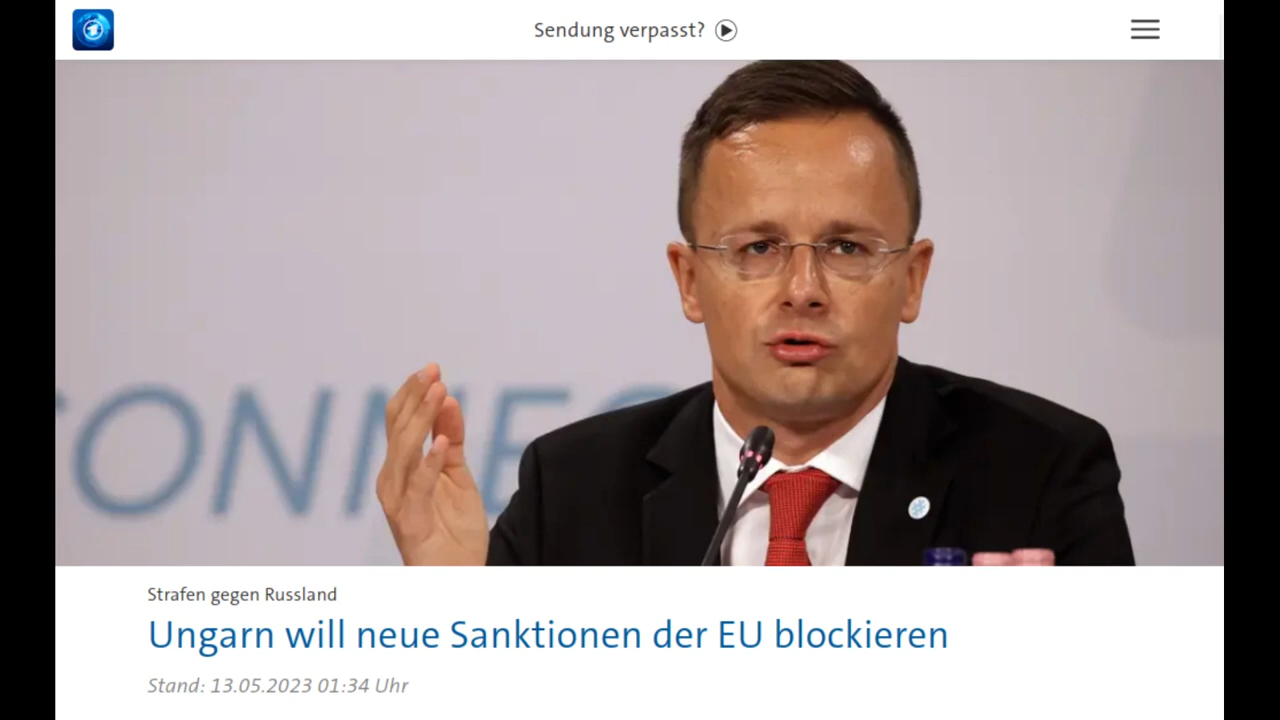 Sendung verpasst?
CONNEC
Strafen gegen Russland
Ungarn will neue Sanktionen der EU blockieren
Stand: 13.05.2023 01:34 Uhr